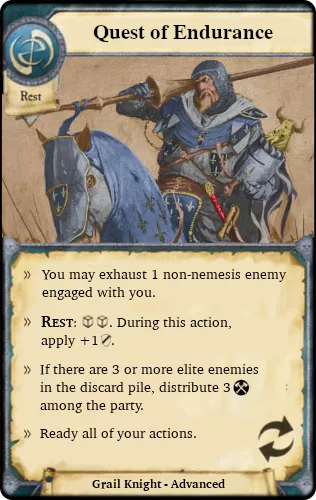 Quest of Endurance
Rest
» You may exhaust 1 non-nemesis enemy
engaged with you.
» REST: . During this action,
apply +1.
» If there are 3 or more elite enemies
in the discard pile, distribute 3
among the party.
» Ready all of your actions.
Grail Knight - Advanced